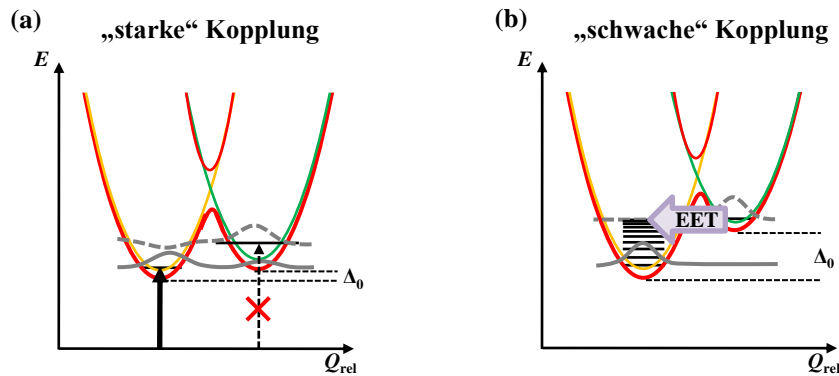 (a)
„starke“ Kopplung
E
Δ0
Qrel
(b)
„schwache“ Kopplung
E
EET
Δ0
Qrel